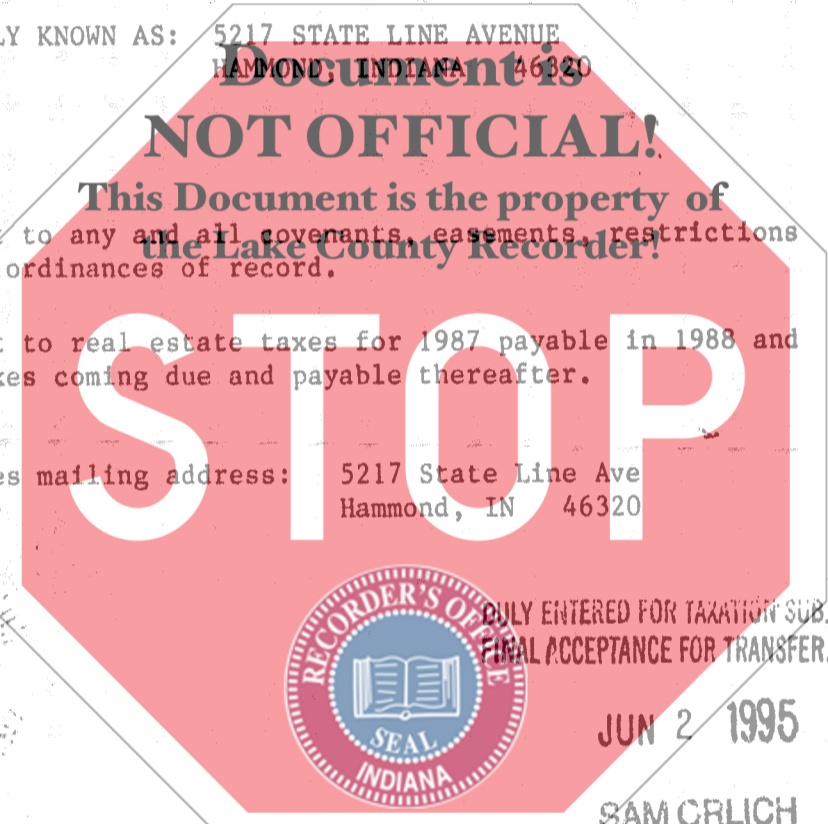 LY KNOWN AS: 5217 STATE LINE AVENUE
HAMMOND, INDIANA 46320
Document is
NOT OFFICIAL!
This Document is the property of
the Lake County Recorder!
to any and all covenants, easements, restrictions
ordinances of record.
to real estate taxes for 1987 payable in 1988 and
es coming due and payable thereafter.
STOP
es mailing address: 5217 State Line Ave
Hammond, IN 46320
RECORDER'S OFFICE
SEAL
INDIANA
DULY ENTERED FOR TAXATION SUB
FINAL ACCEPTANCE FOR TRANSFER.
JUN 2 1995
SAM ORLICH